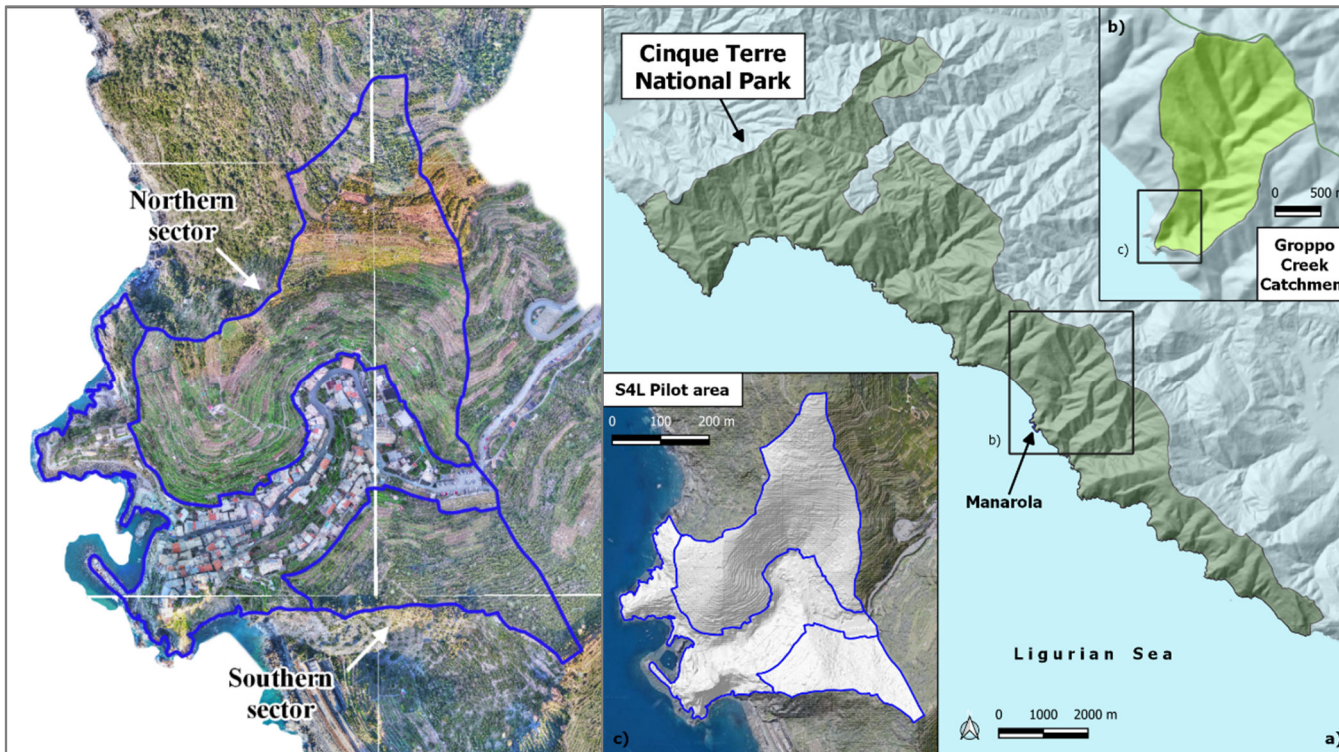 Northern
sector
Southern
sector
Cinque Terre
National Park
b)
0 500 m
c)
Groppo
Creek
Catchmen
S4L Pilot area
0 100 200 m
b)
Manarola
Ligurian Sea
0 1000 2000 m
c)
a)